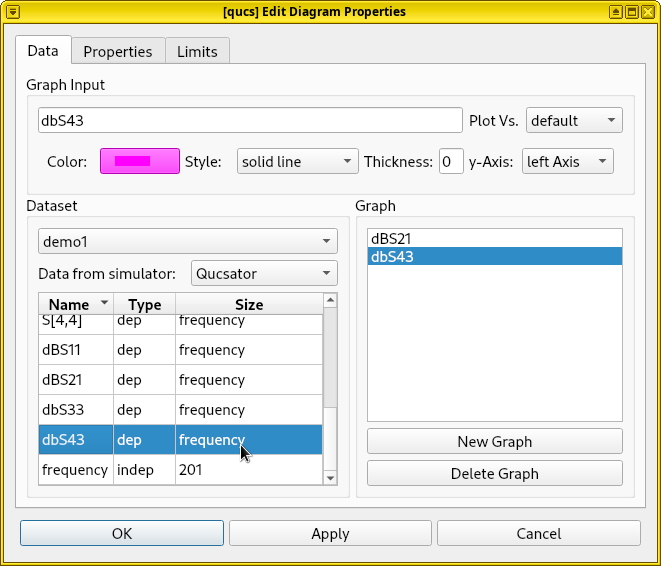 [qucs] Edit Diagram Properties
Data Properties Limits
Graph Input
dbS43 Plot Vs. default
Color: Style: solid line Thickness: 0 y-Axis: left Axis
Dataset Graph
demo1
dBS21
dbS43
Data from simulator: Qucsator
Name Type Size
S[4,4] dep frequency
dBS11 dep frequency
dBS21 dep frequency
dbS33 dep frequency
dbS43 dep frequency
frequency indep 201
New Graph
Delete Graph
OK Apply Cancel